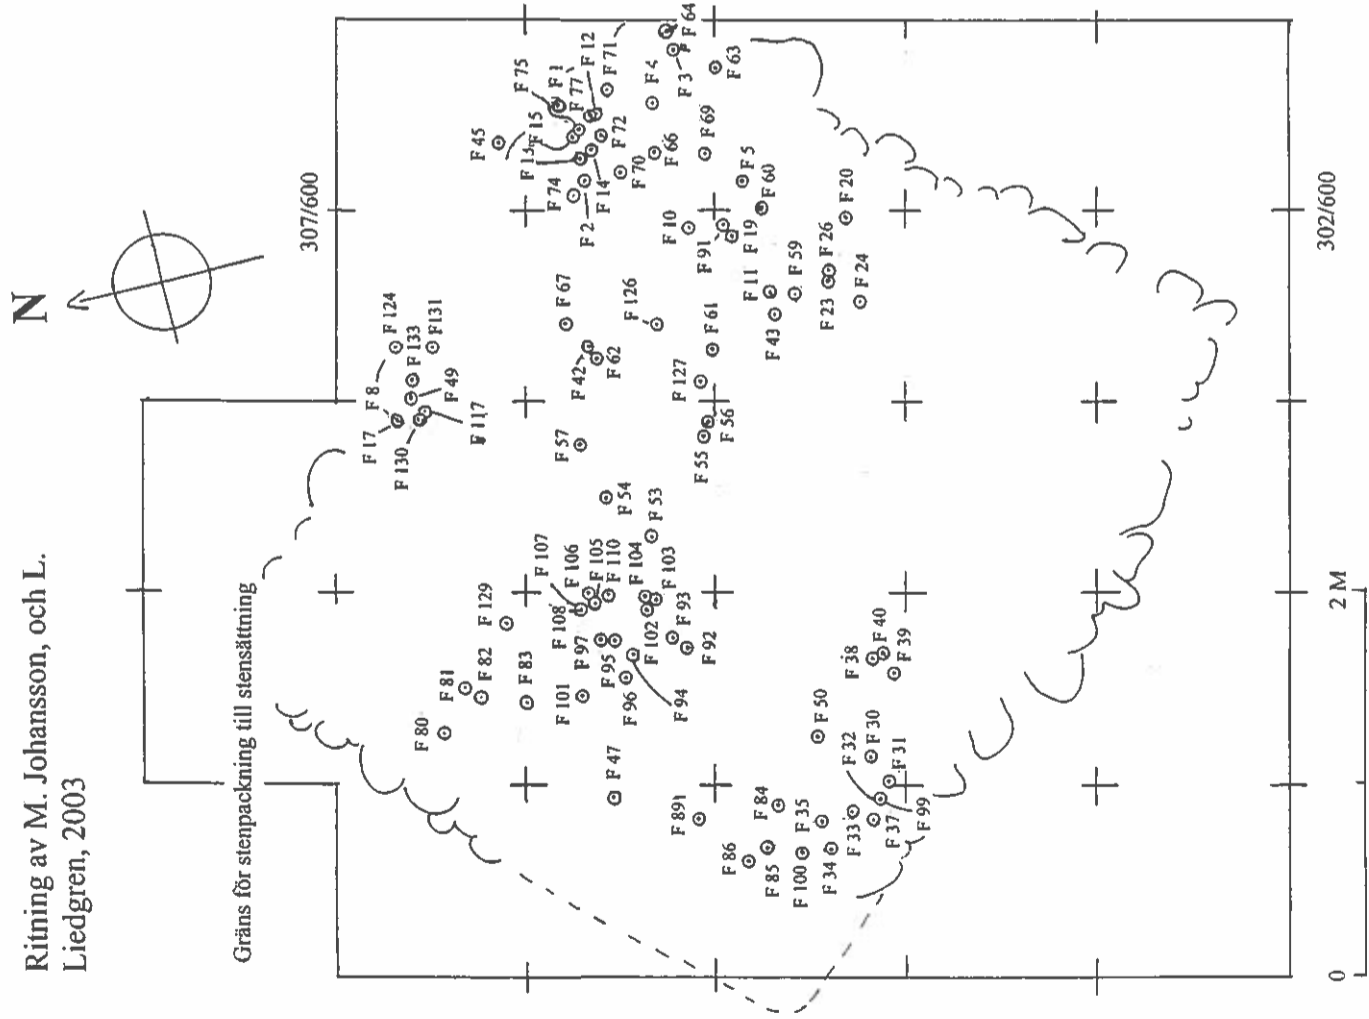 Ritning av M. Johansson, och L.
Liedgren, 2003
N
307/600
302/600
Gräns för stenpackning till stensättning
F 64
F 12
F 71
F 1
F 77
F 75
F 15
F 13
F 45
F 4
F 3
F 63
F 72
F 66
F 69
F 70
F 74
F 14
F 2
F 5
F 60
F 20
F 10
F 91
F 19
F 11
F 59
F 26
F 23
F 24
F 43
F 67
F 126
F 61
F 42
F 62
F 127
F 124
F 133
F 131
F 8
F 49
F 17
F 130
F 117
F 57
F 55
F 56
F 54
F 53
F 107
F 106
F 105
F 110
F 104
F 103
F 108
F 97
F 95
F 102
F 93
F 92
F 129
F 81
F 82
F 83
F 80
F 101
F 96
F 94
F 47
F 38
F 40
F 39
F 50
F 32
F 30
F 31
F 891
F 84
F 35
F 33
F 37
F 99
F 86
F 85
F 100
F 34
0
2 M